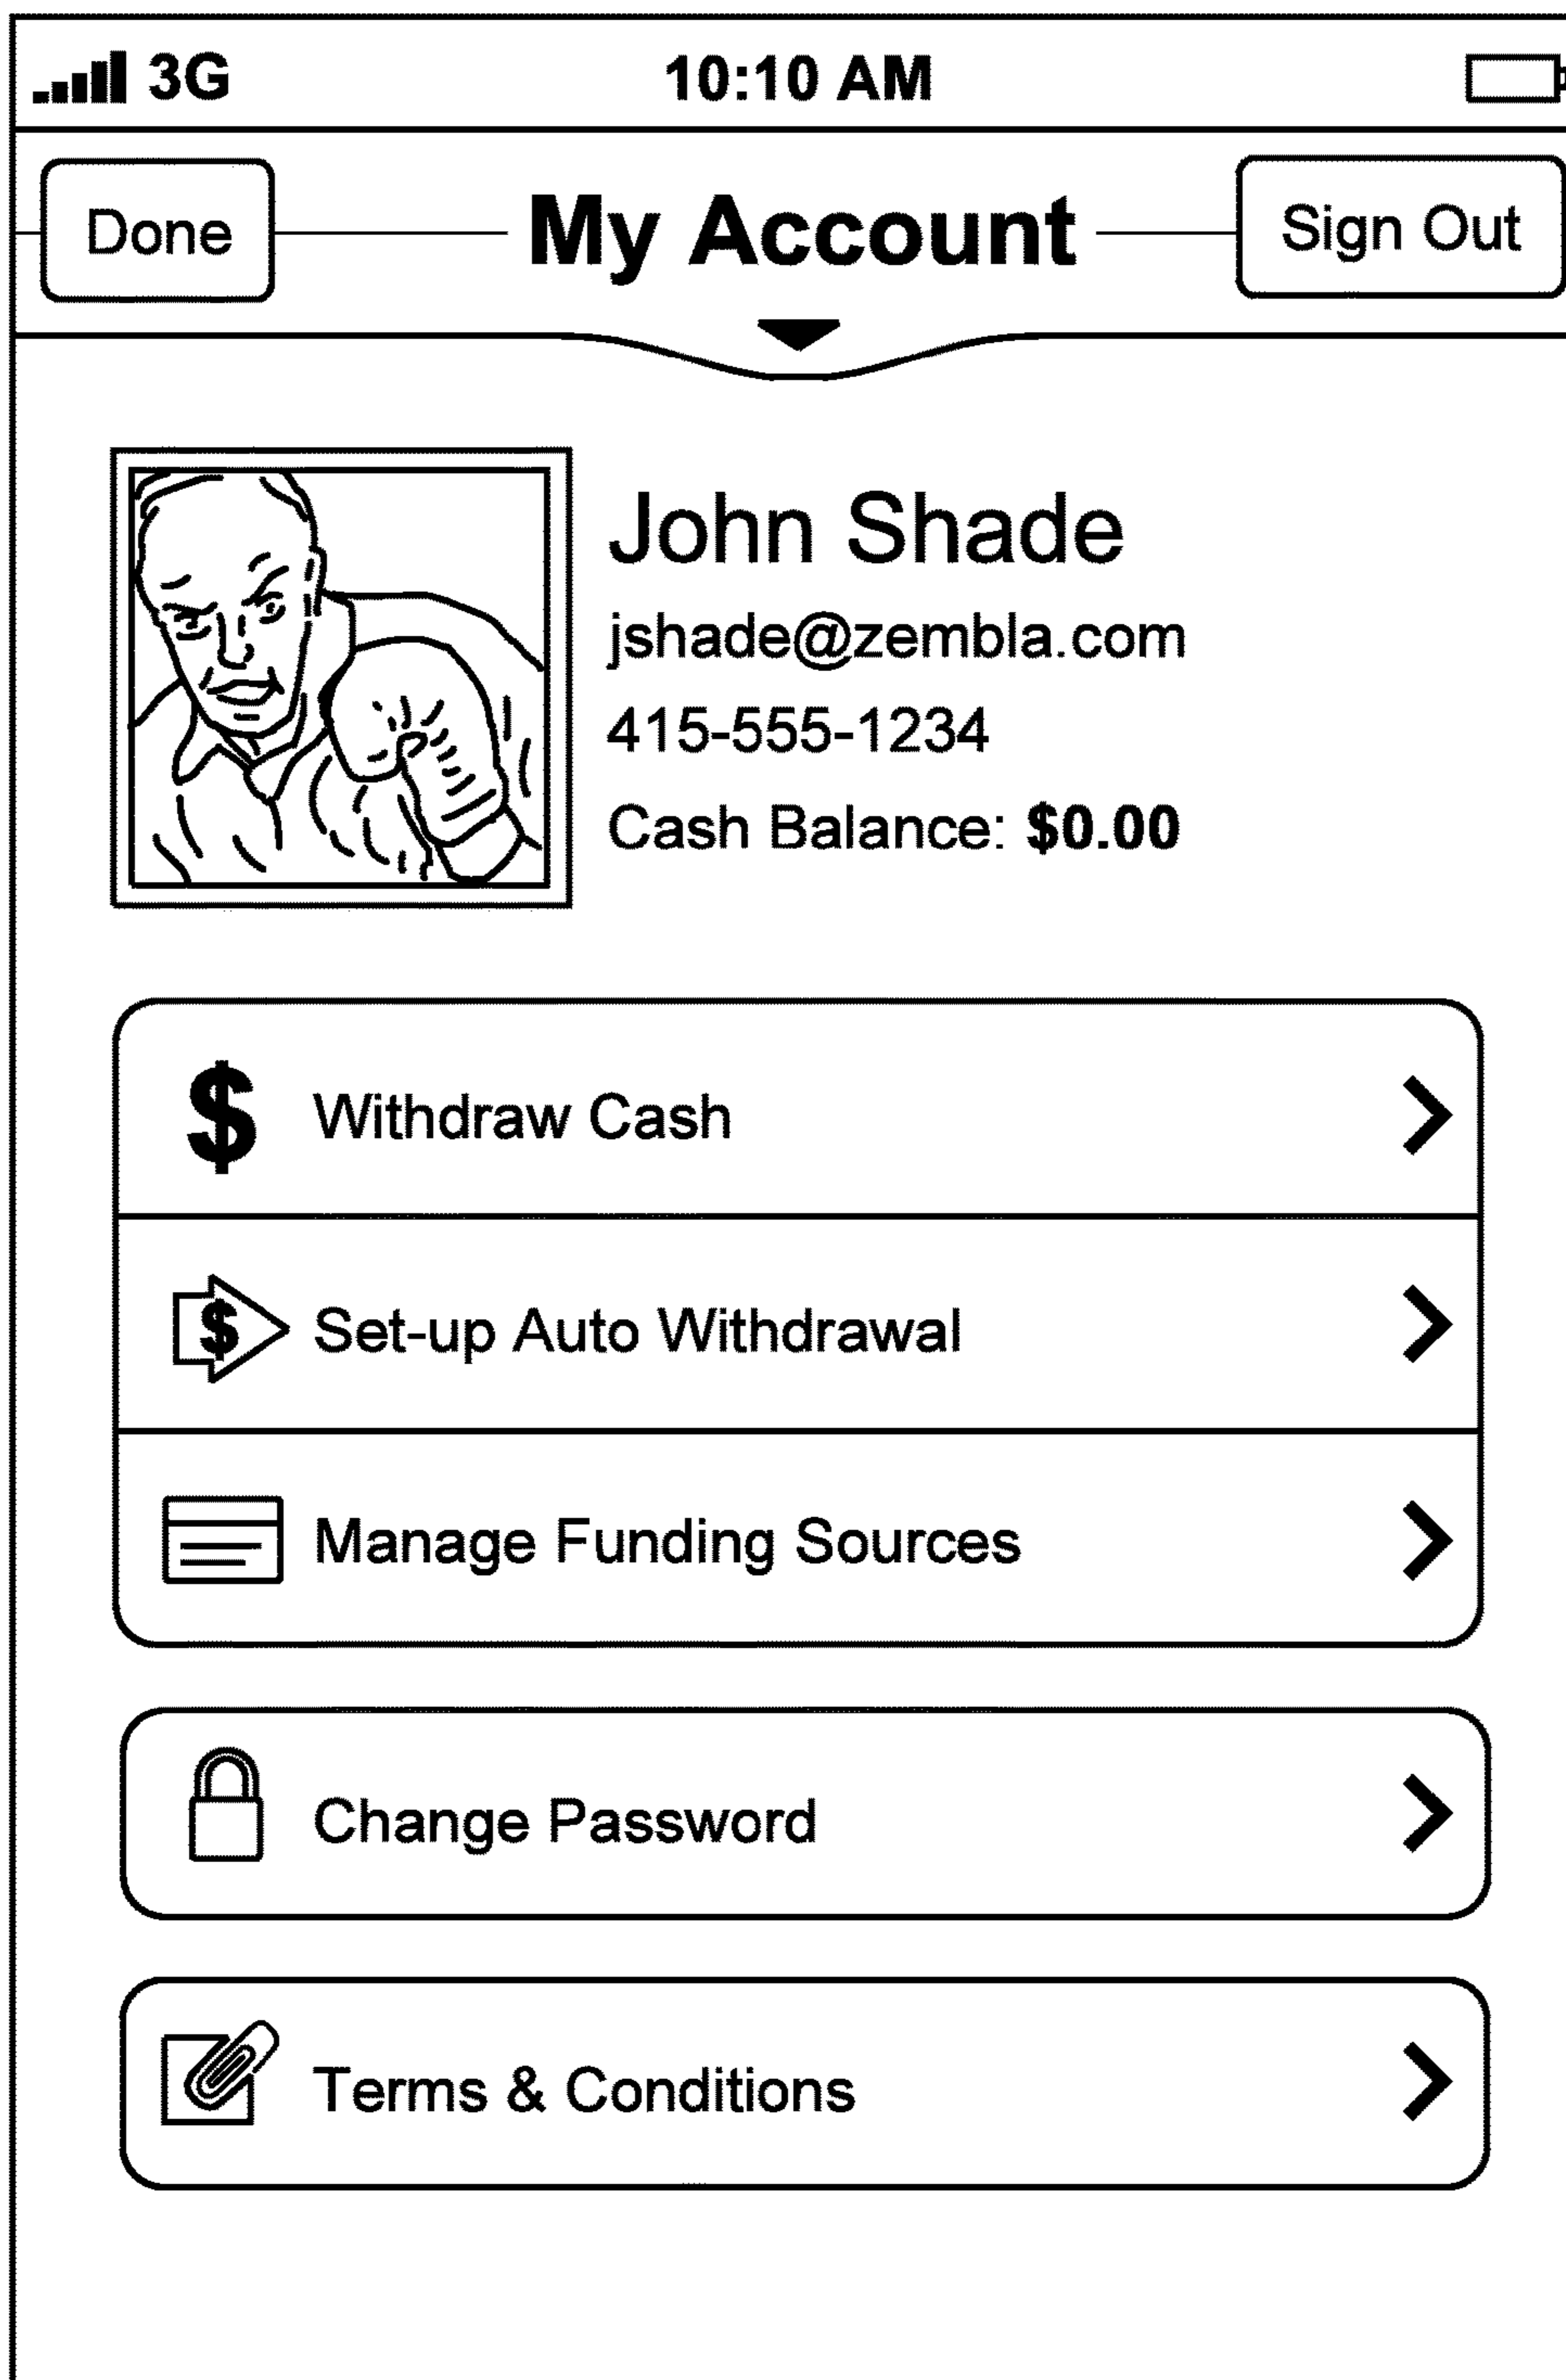 3G 10:10 AM
Done My Account Sign Out
John Shade
jshade@zembla.com
415-555-1234
Cash Balance: $0.00
$ Withdraw Cash
$ Set-up Auto Withdrawal
Manage Funding Sources
Change Password
Terms & Conditions